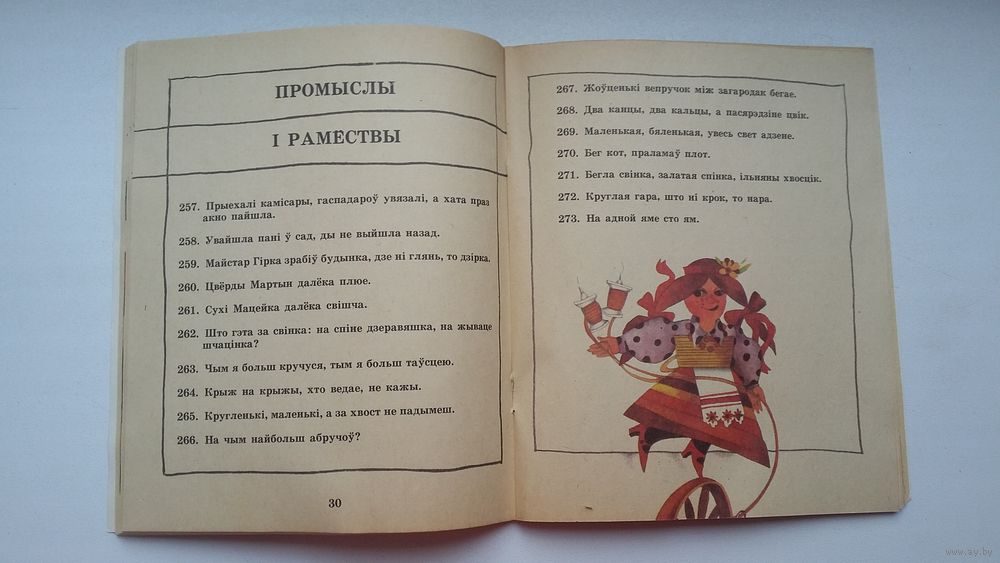 ПРОМЫСЛЫ
І РАМЕСТВЫ
257. Прыехалі камісары, гаспадароў увязалі, а хата праз
акно пайшла.
258. Увайшла пані ў сад, ды не выйшла назад.
259. Майстар Гірка зрабіў будынка, дзе ні глянь, то дзірка.
260. Цвёрды Мартын далёка плюе.
261. Сухі Мацейка далёка свішча.
262. Што гэта за свінка: на спіне дзеравяшка, на жываце
шчацінка?
263. Чым я больш кручуся, тым я больш таўсцею.
264. Крыж на крыжы, хто ведае, не кажы.
265. Кругленькі, маленькі, а за хвост не падымеш.
266. На чым найбольш абручоў?
30
267. Жоўценькі вепручок між загародак бегае.
268. Два канцы, два кальцы, а пасярэдзіне цвік.
269. Маленькая, бяленькая, увесь свет адзене.
270. Бег кот, праламаў плот.
271. Бегла свінка, залатая спінка, ільняны хвосцік.
272. Круглая гара, што ні крок, то нара.
273. На адной яме сто ям.
www.ay.by